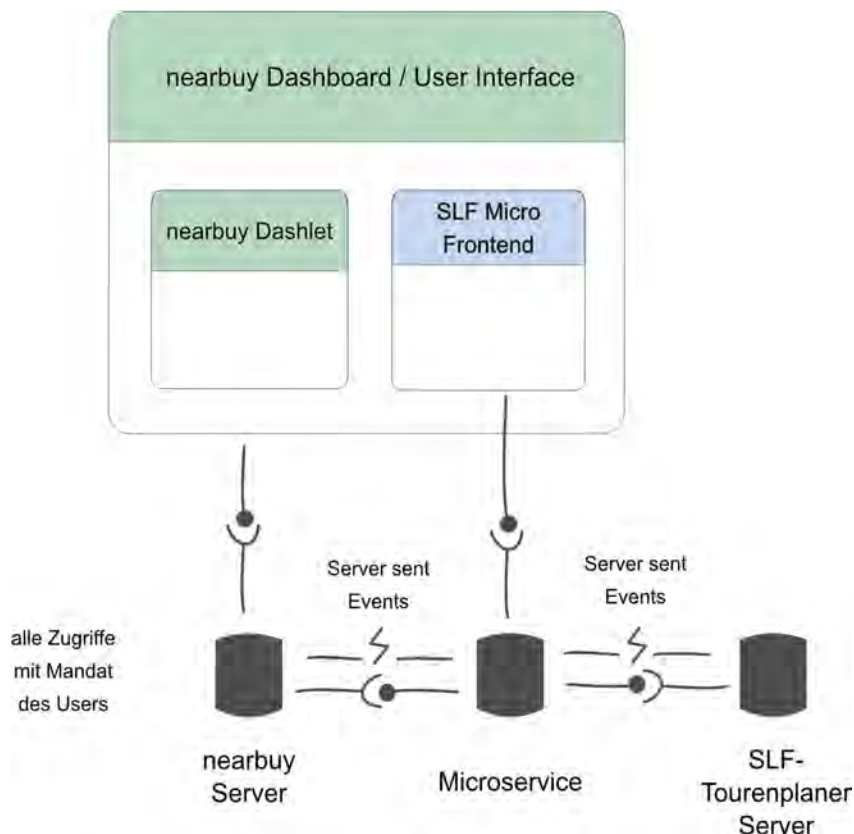 nearbuy Dashboard / User Interface
nearbuy Dashlet
SLF Micro
Frontend
Server sent
Events
Server sent
Events
alle Zugriffe
mit Mandat
des Users
nearbuy
Server
Microservice
SLF-
Tourenplaner
Server